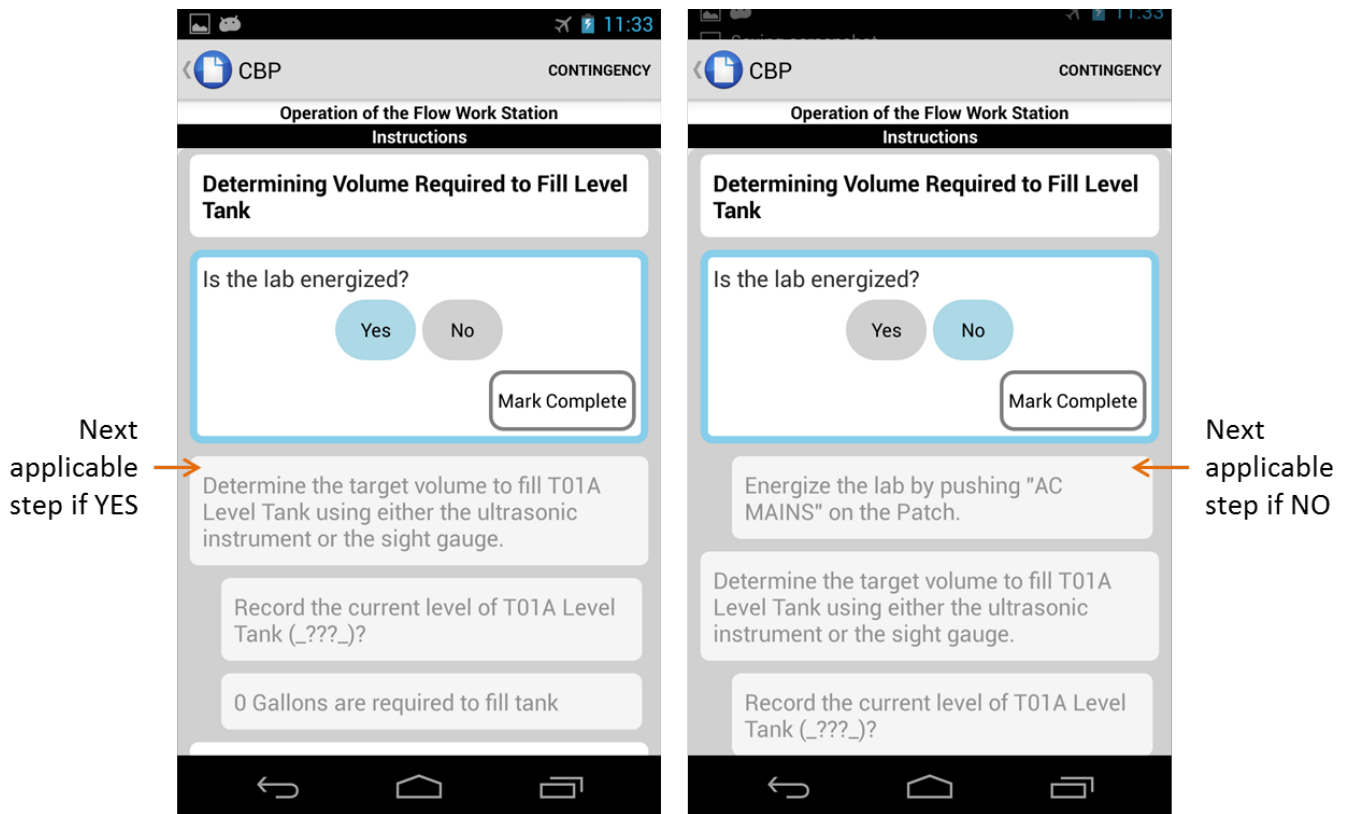 11:33
CBP
CONTINGENCY
Operation of the Flow Work Station
Instructions
Determining Volume Required to Fill Level
Tank
Is the lab energized?
Yes
No
Mark Complete
Next
applicable
step if YES
Determine the target volume to fill T01A
Level Tank using either the ultrasonic
instrument or the sight gauge.
Record the current level of T01A Level
Tank (_???_)?
0 Gallons are required to fill tank
11:33
Saving screenshot
CBP
CONTINGENCY
Operation of the Flow Work Station
Instructions
Determining Volume Required to Fill Level
Tank
Is the lab energized?
Yes
No
Mark Complete
Next
applicable
step if NO
Energize the lab by pushing "AC
MAINS" on the Patch.
Determine the target volume to fill T01A
Level Tank using either the ultrasonic
instrument or the sight gauge.
Record the current level of T01A Level
Tank (_???_)?